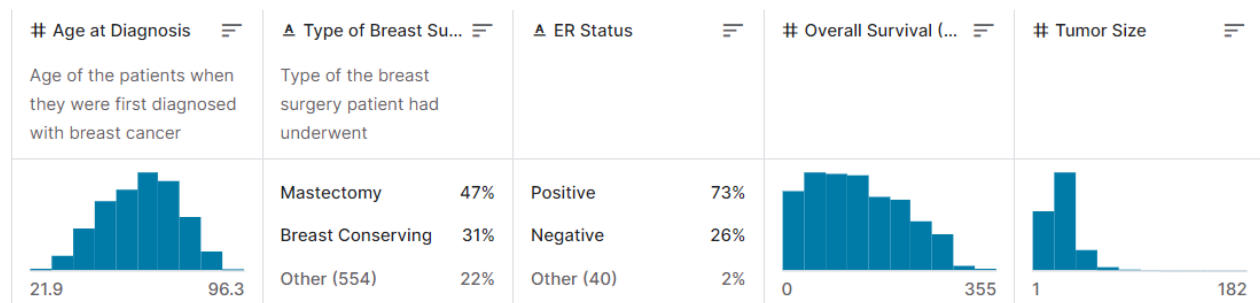 # Age at Diagnosis
A Type of Breast Su...
A ER Status
# Overall Survival (...
# Tumor Size
Age of the patients when
they were first diagnosed
with breast cancer
Type of the breast
surgery patient had
underwent
21.9 96.3
Mastectomy 47%
Breast Conserving 31%
Other (554) 22%
Positive 73%
Negative 26%
Other (40) 2%
0 355
1 182